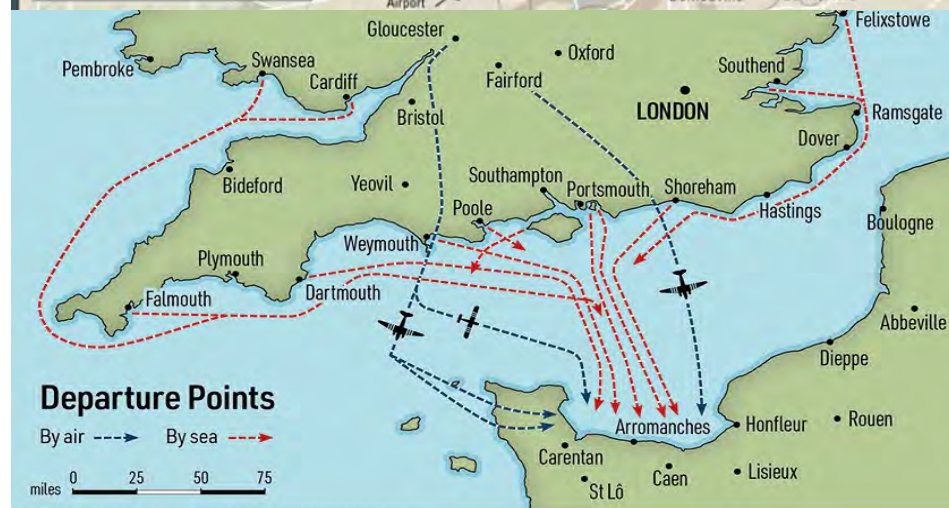 Airport
Gloucester
Felixstowe
Pembroke
Swansea
Cardiff
Oxford
Fairford
Southend
LONDON
Bristol
Ramsgate
Dover
Bideford
Yeovil
Southampton
Portsmouth
Shoreham
Hastings
Poole
Boulogne
Weymouth
Plymouth
Dartmouth
Falmouth
Abbeville
Dieppe
Departure Points
By air
By sea
Arromanches
Honfleur
Rouen
Carentan
Caen
Lisieux
St Lô
miles
0 25 50 75